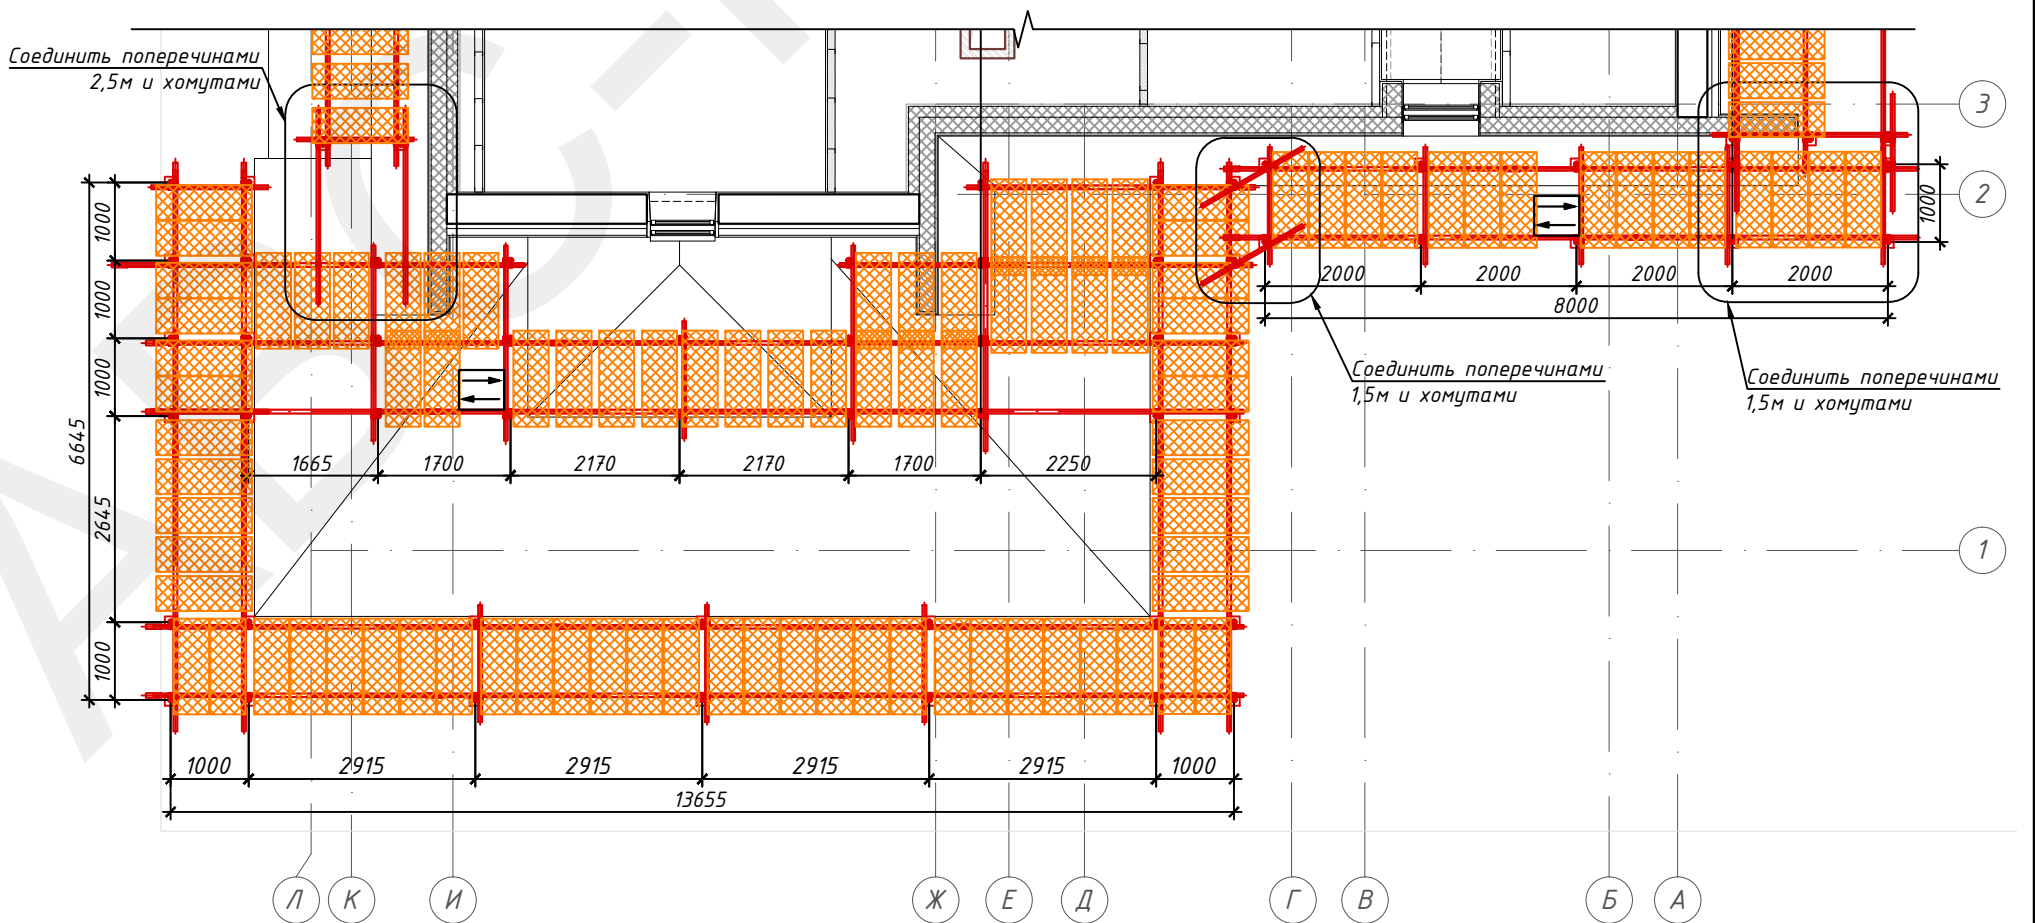 Соединить поперечинами
2,5м и хомутами
3
2
1000
1000
1000
1000
6645
2645
1000
2000
2000
2000
2000
8000
Соединить поперечинами
1,5м и хомутами
Соединить поперечинами
1,5м и хомутами
1665
1700
2170
2170
1700
2250
1
1000
2915
2915
2915
2915
1000
13655
Л
К
И
Ж
Е
Д
Г
В
Б
А